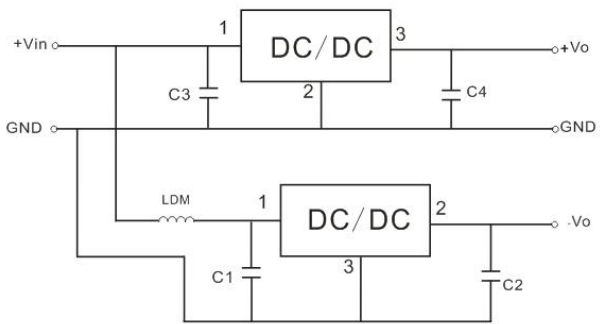 1
3
+Vin
DC/DC
+Vo
C3
2
C4
GND
GND
LDM
1
2
DC/DC
-Vo
3
C1
C2